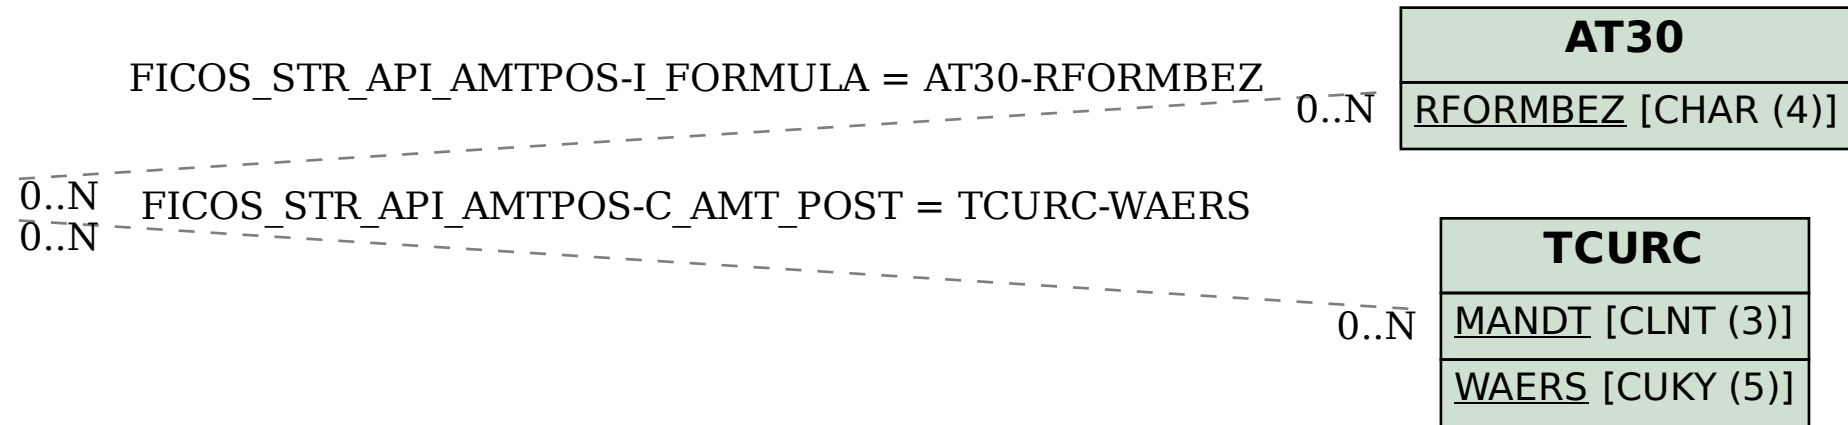 AT30
FICOS_STR_API_AMTPOS-I_FORMULA = AT30-RFORMBEZ
0..N
RFORMBEZ [CHAR (4)]
0..N
FICOS_STR_API_AMTPOS-C_AMT_POST = TCURC-WAERS
0..N
TCURC
0..N
MANDT [CLNT (3)]
WAERS [CUKY (5)]